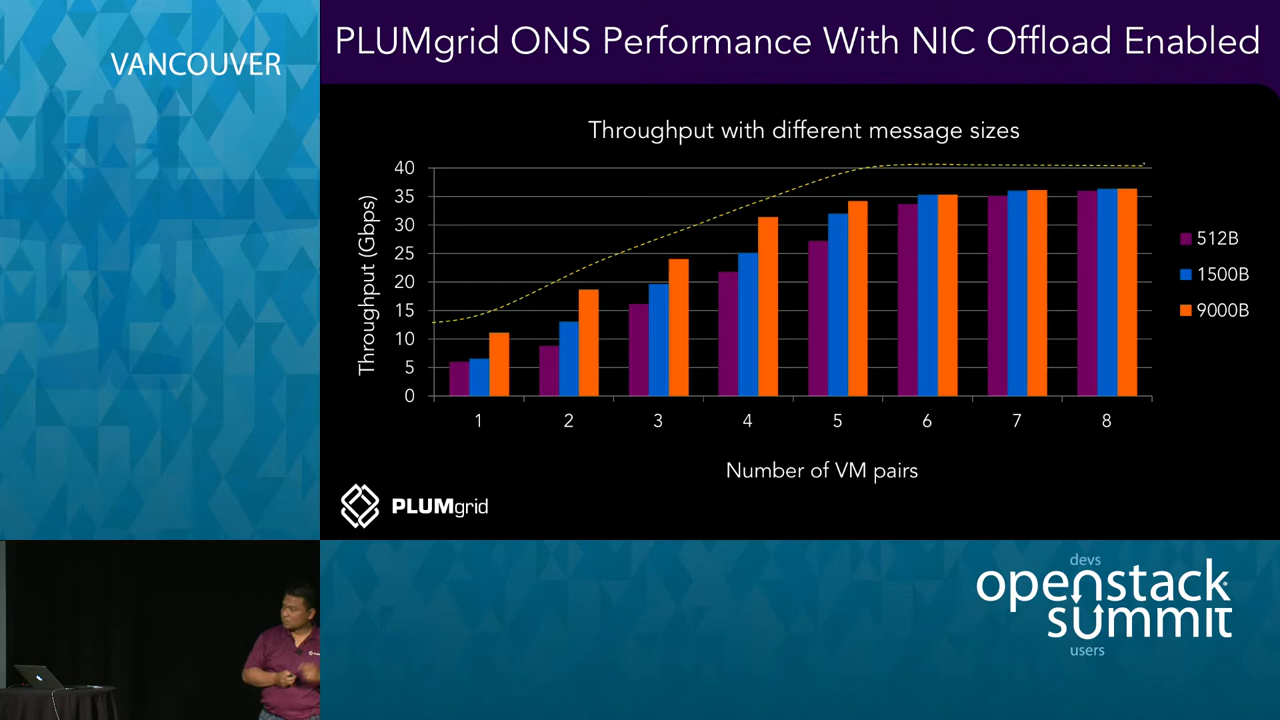 VANCOUVER
PLUMgrid ONS Performance With NIC Offload Enabled
Throughput with different message sizes
Throughput (Gbps)
40
35
30
25
20
15
10
5
0
1 2 3 4 5 6 7 8
Number of VM pairs
512B
1500B
9000B
PLUMgrid
devs
openstack
summit
users